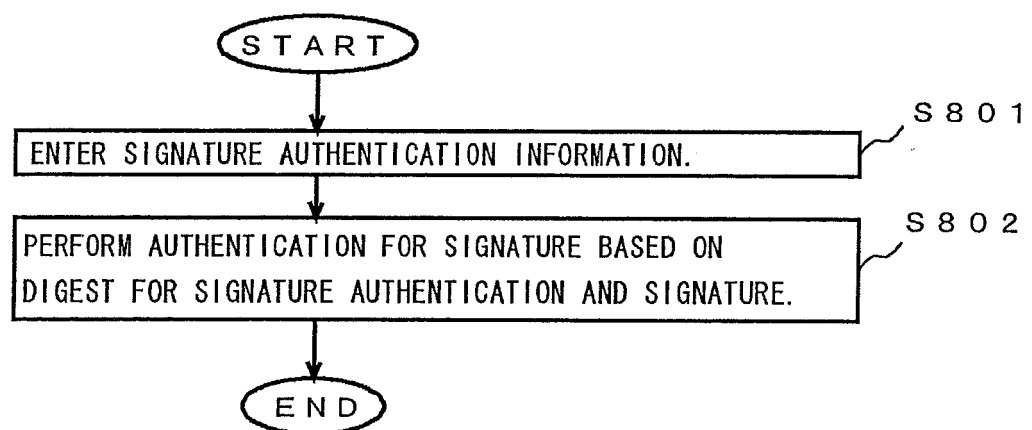 START
S801
ENTER SIGNATURE AUTHENTICATION INFORMATION.
S802
PERFORM AUTHENTICATION FOR SIGNATURE BASED ON
DIGEST FOR SIGNATURE AUTHENTICATION AND SIGNATURE.
END